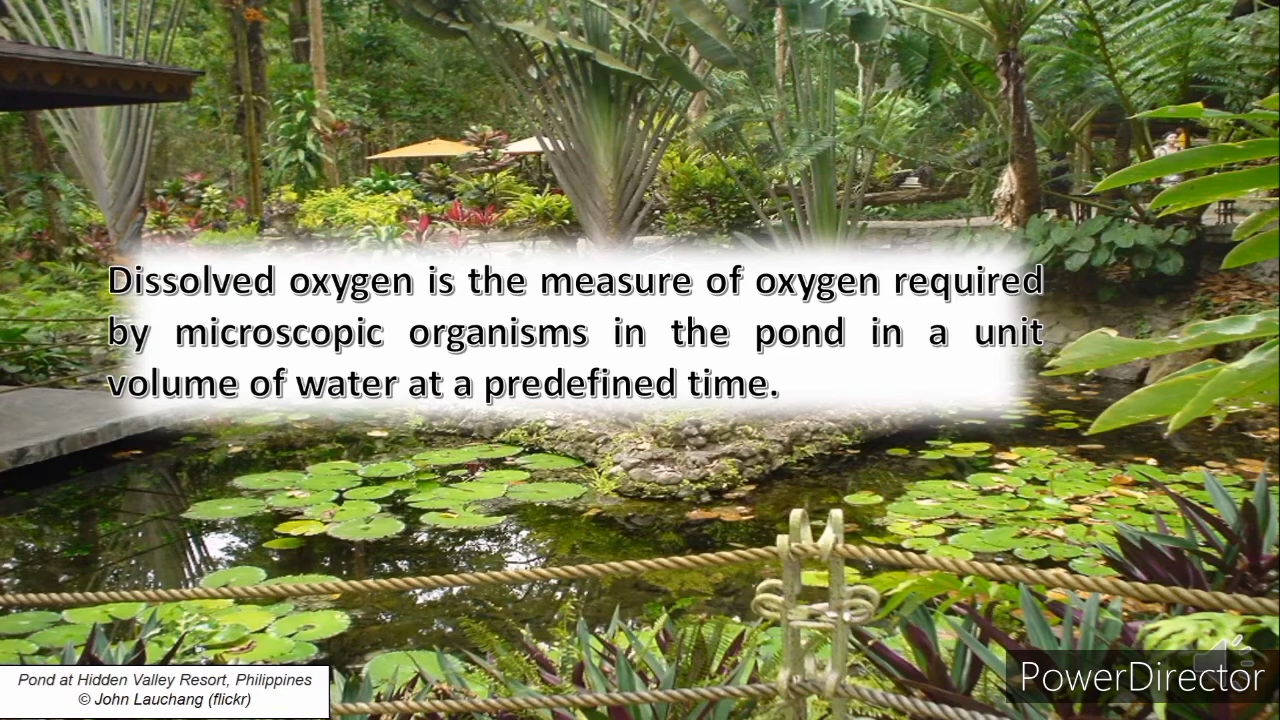 Dissolved oxygen is the measure of oxygen required
by microscopic organisms in the pond in a unit
volume of water at a predefined time.
Pond at Hidden Valley Resort, Philippines
© John Lauchang (flickr)
PowerDirector